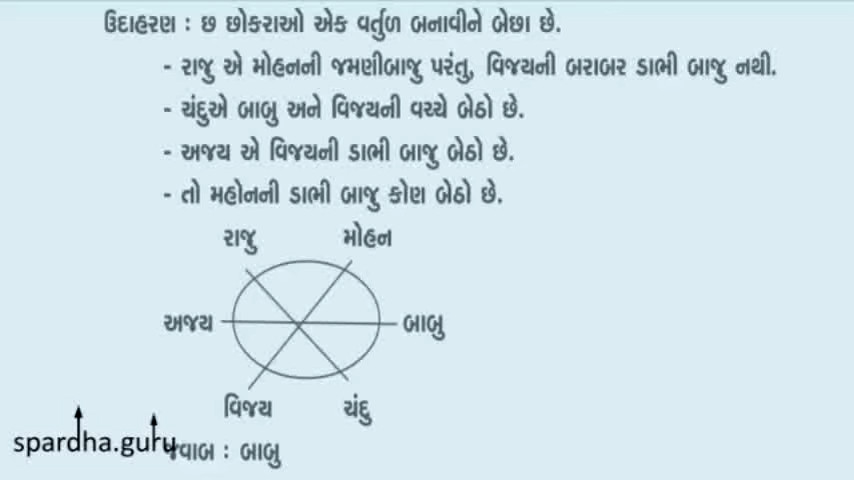 ઉદાહરણ : છ છોકરાઓ એક વર્તુળ બનાવીને બેછા છે.
- રાજુ એ મોહનની જમણીબાજુ પરંતુ, વિજયની બરાબર ડાભી બાજુ નથી.
- ચંદુએ બાબુ અને વિજયની વચ્ચે બેઠો છે.
- અજય એ વિજયની ડાભી બાજુ બેઠો છે.
- તો મહોનની ડાભી બાજુ કોણ બેઠો છે.
રાજુ મોહન
અજય બાબુ
વિજય ચંદુ
spardha.guru
જવાબ : બાબુ